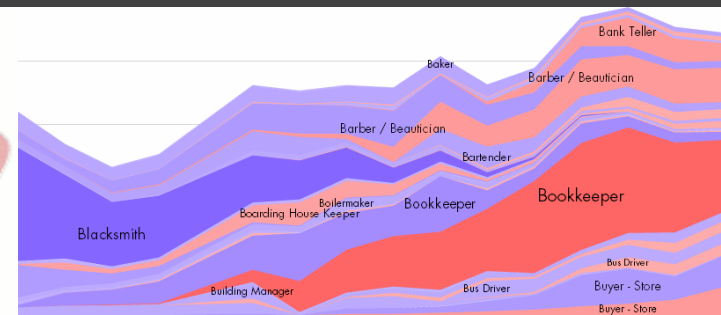 Bank Teller
Baker
Barber / Beautician
Barber / Beautician
Bartender
Bookkeeper
Boilermaker
Bookkeeper
Boarding House Keeper
Blacksmith
Bus Driver
Building Manager
Bus Driver
Buyer - Store
Buyer - Store